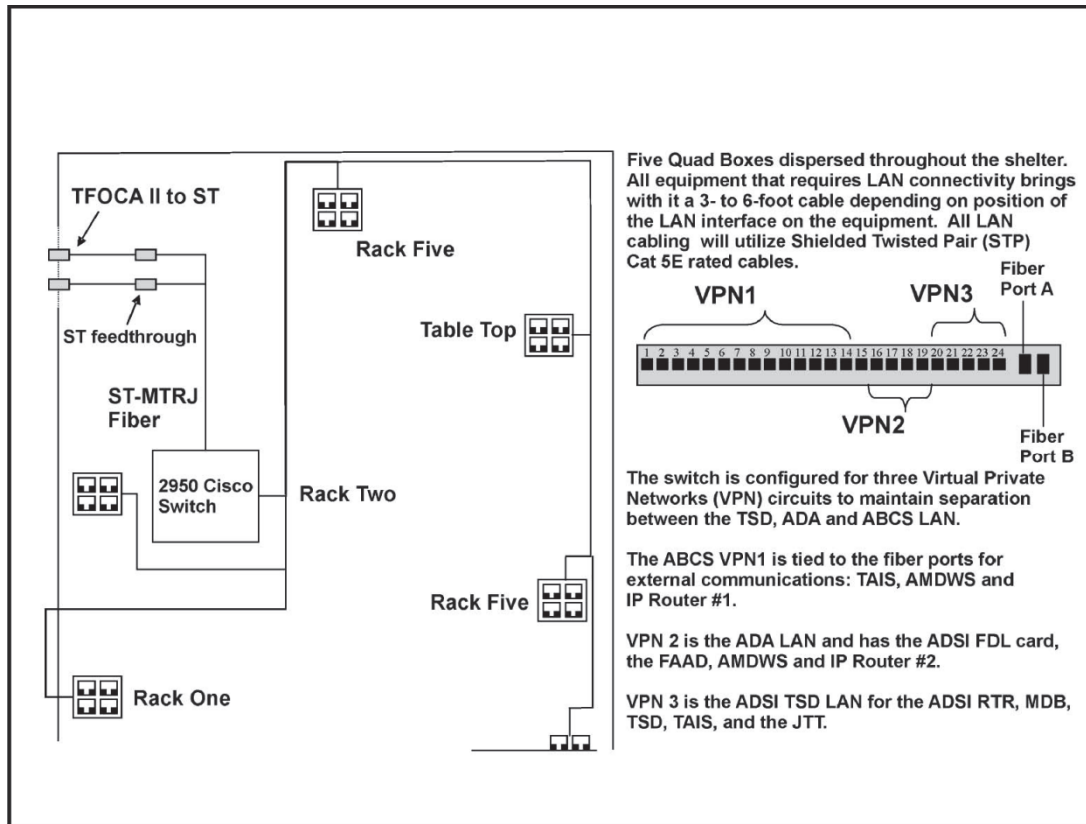 TFOCA II to ST
ST feedthrough
ST-MTRJ
Fiber
2950 Cisco
Switch
Rack Two
Rack One
Rack Five
Table Top
Rack Five
Five Quad Boxes dispersed throughout the shelter.
All equipment that requires LAN connectivity brings
with it a 3- to 6-foot cable depending on position of
the LAN interface on the equipment.  All LAN
cabling  will utilize Shielded Twisted Pair (STP)
Cat 5E rated cables.
Fiber
Port A
VPN1
VPN3
1 2 3 4 5 6 7 8 9 10 11 12 13 14 15 16 17 18 19 20 21 22 23 24
VPN2
Fiber
Port B
The switch is configured for three Virtual Private
Networks (VPN) circuits to maintain separation
between the TSD, ADA and ABCS LAN.
The ABCS VPN1 is tied to the fiber ports for
external communications: TAIS, AMDWS and
IP Router #1.
VPN 2 is the ADA LAN and has the ADSI FDL card,
the FAAD, AMDWS and IP Router #2.
VPN 3 is the ADSI TSD LAN for the ADSI RTR, MDB,
TSD, TAIS, and the JTT.